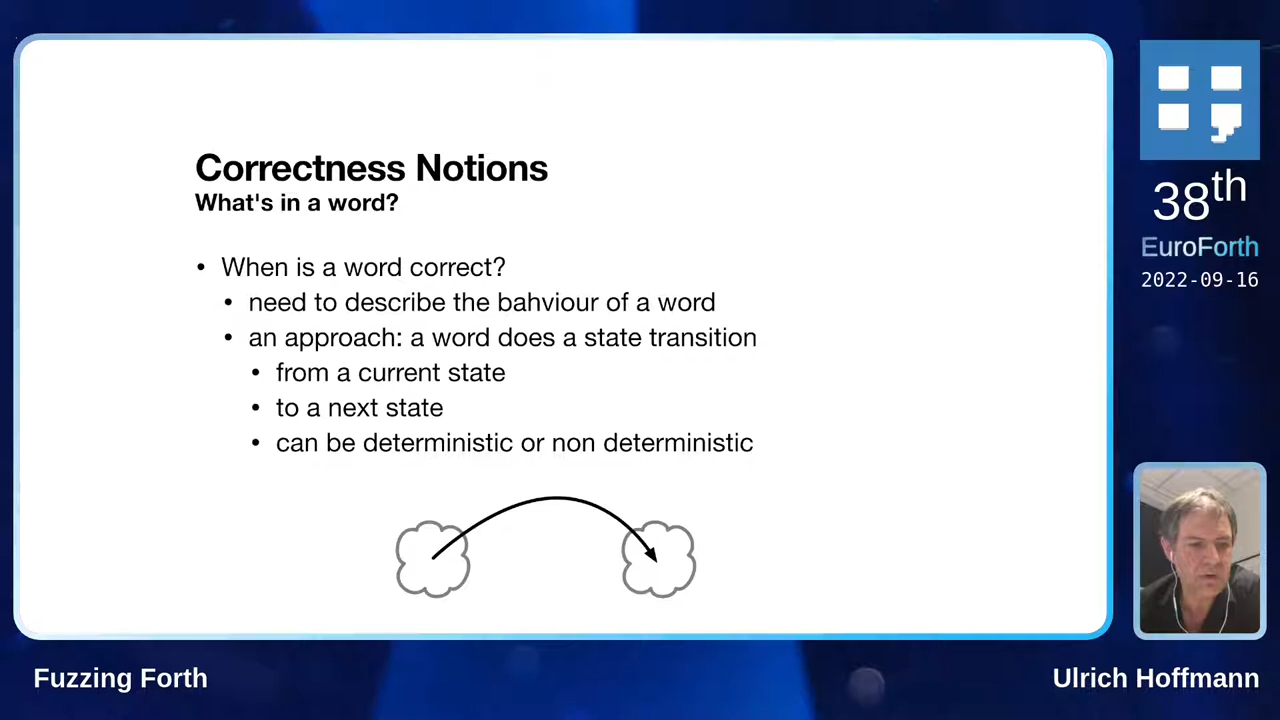 Correctness Notions
What's in a word?
• When is a word correct?
• need to describe the bahviour of a word
• an approach: a word does a state transition
• from a current state
• to a next state
• can be deterministic or non deterministic
38th
EuroForth
2022-09-16
Fuzzing Forth
Ulrich Hoffmann